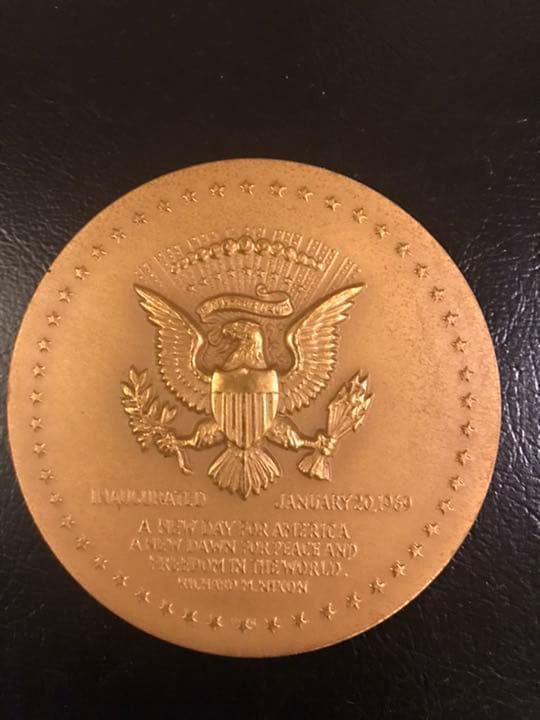 INAUGURATED JANUARY 20, 1969
A NEW DAY FOR AMERICA
A NEW DAWN FOR PEACE AND
FREEDOM IN THE WORLD.
RICHARD M. NIXON